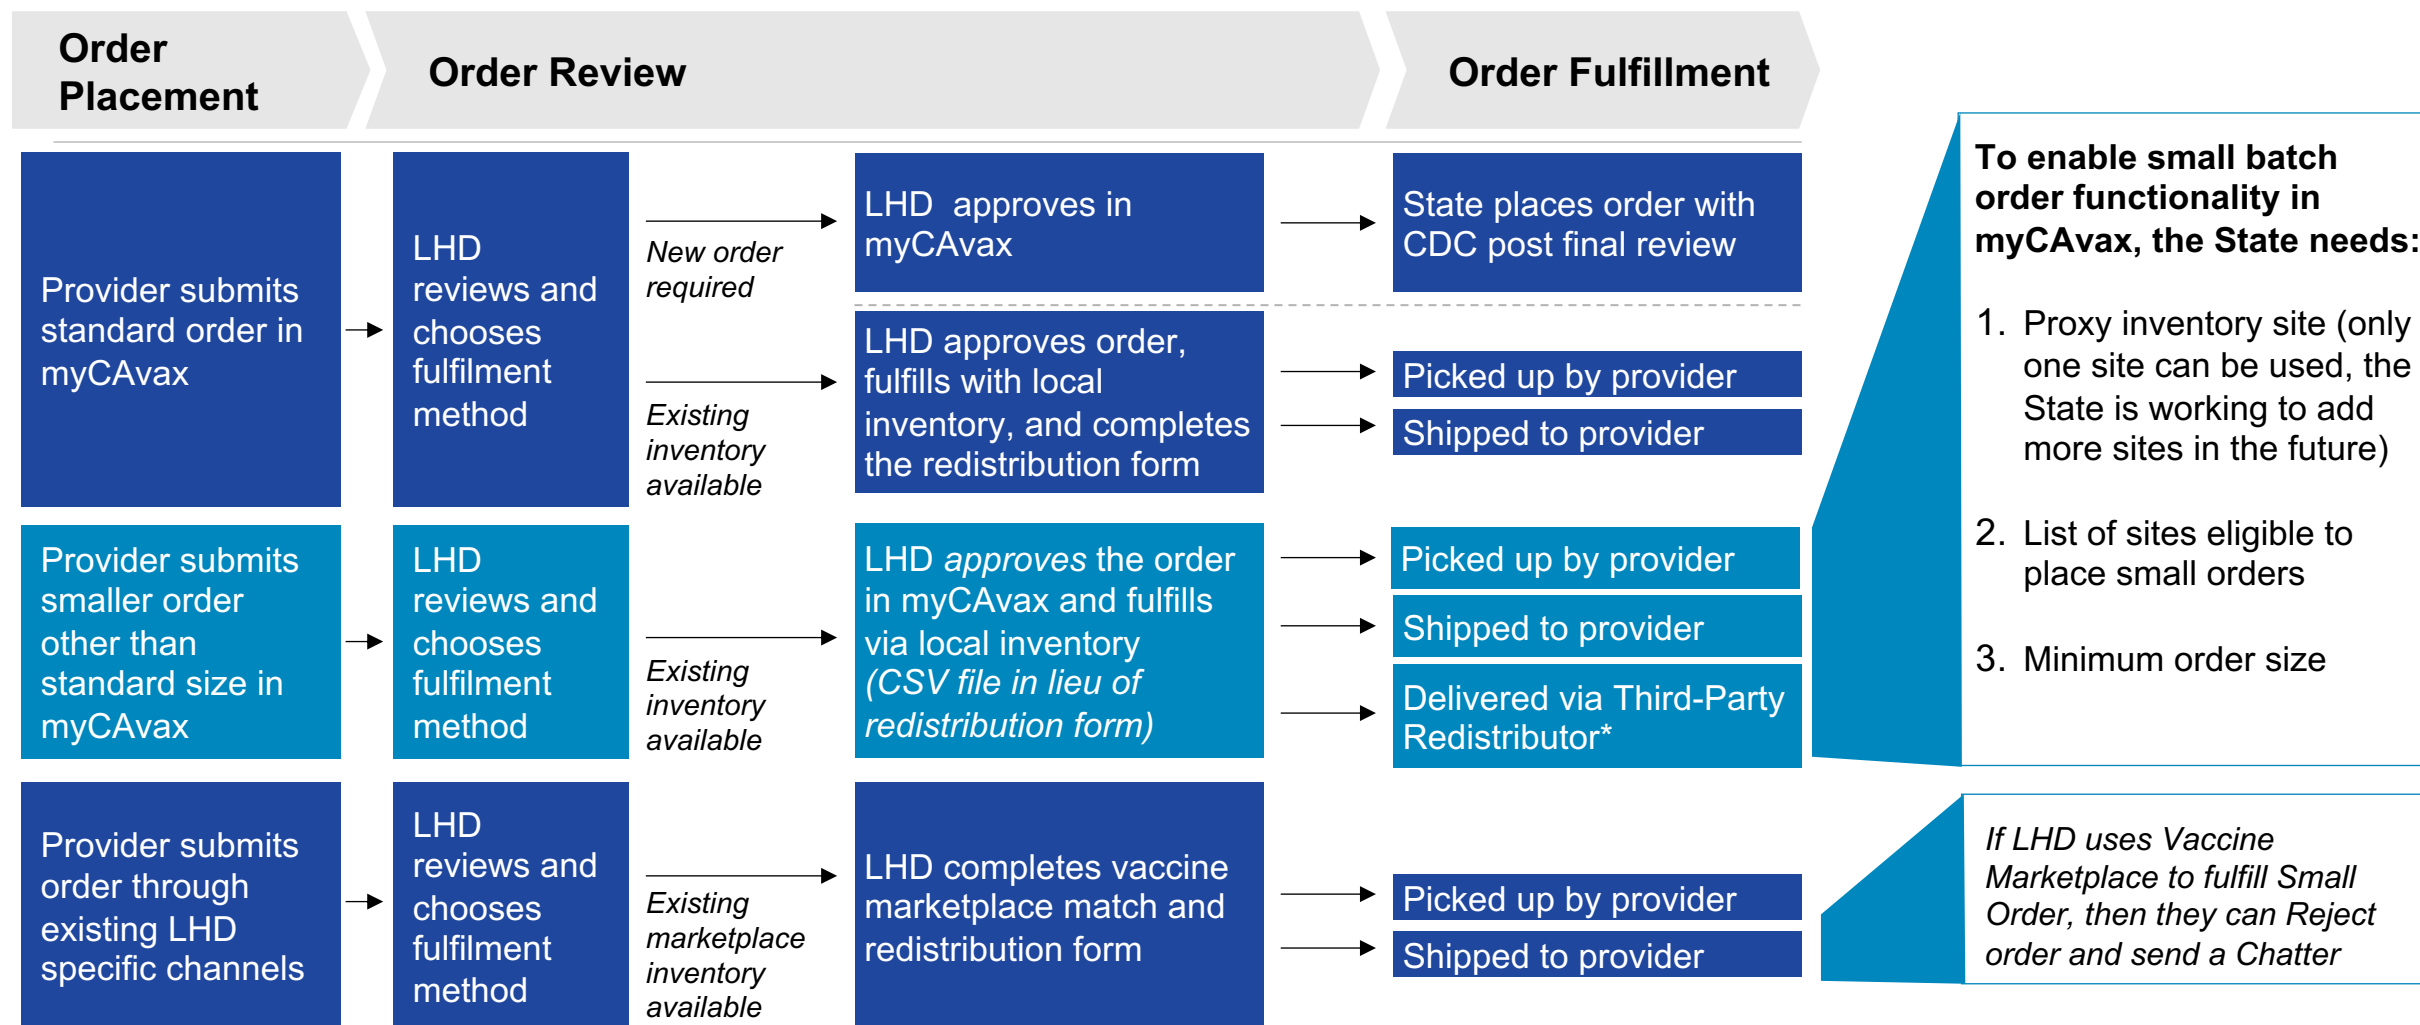 Order
Placement
Order Review
Order Fulfillment
Provider submits
standard order in
myCAvax
LHD
reviews and
chooses
fulfilment
method
New order
required
LHD  approves in
myCAvax
State places order with
CDC post final review
Existing
inventory
available
LHD approves order,
fulfills with local
inventory, and completes
the redistribution form
Picked up by provider
Shipped to provider
Provider submits
smaller order
other than
standard size in
myCAvax
LHD
reviews and
chooses
fulfilment
method
Existing
inventory
available
LHD approves the order
in myCAvax and fulfills
via local inventory
(CSV file in lieu of
redistribution form)
Picked up by provider
Shipped to provider
Delivered via Third-Party
Redistributor*
Provider submits
order through
existing LHD
specific channels
LHD
reviews and
chooses
fulfilment
method
Existing
marketplace
inventory
available
LHD completes vaccine
marketplace match and
redistribution form
Picked up by provider
Shipped to provider
To enable small batch
order functionality in
myCAvax, the State needs:
1. Proxy inventory site (only
one site can be used, the
State is working to add
more sites in the future)
2. List of sites eligible to
place small orders
3. Minimum order size
If LHD uses Vaccine
Marketplace to fulfill Small
Order, then they can Reject
order and send a Chatter